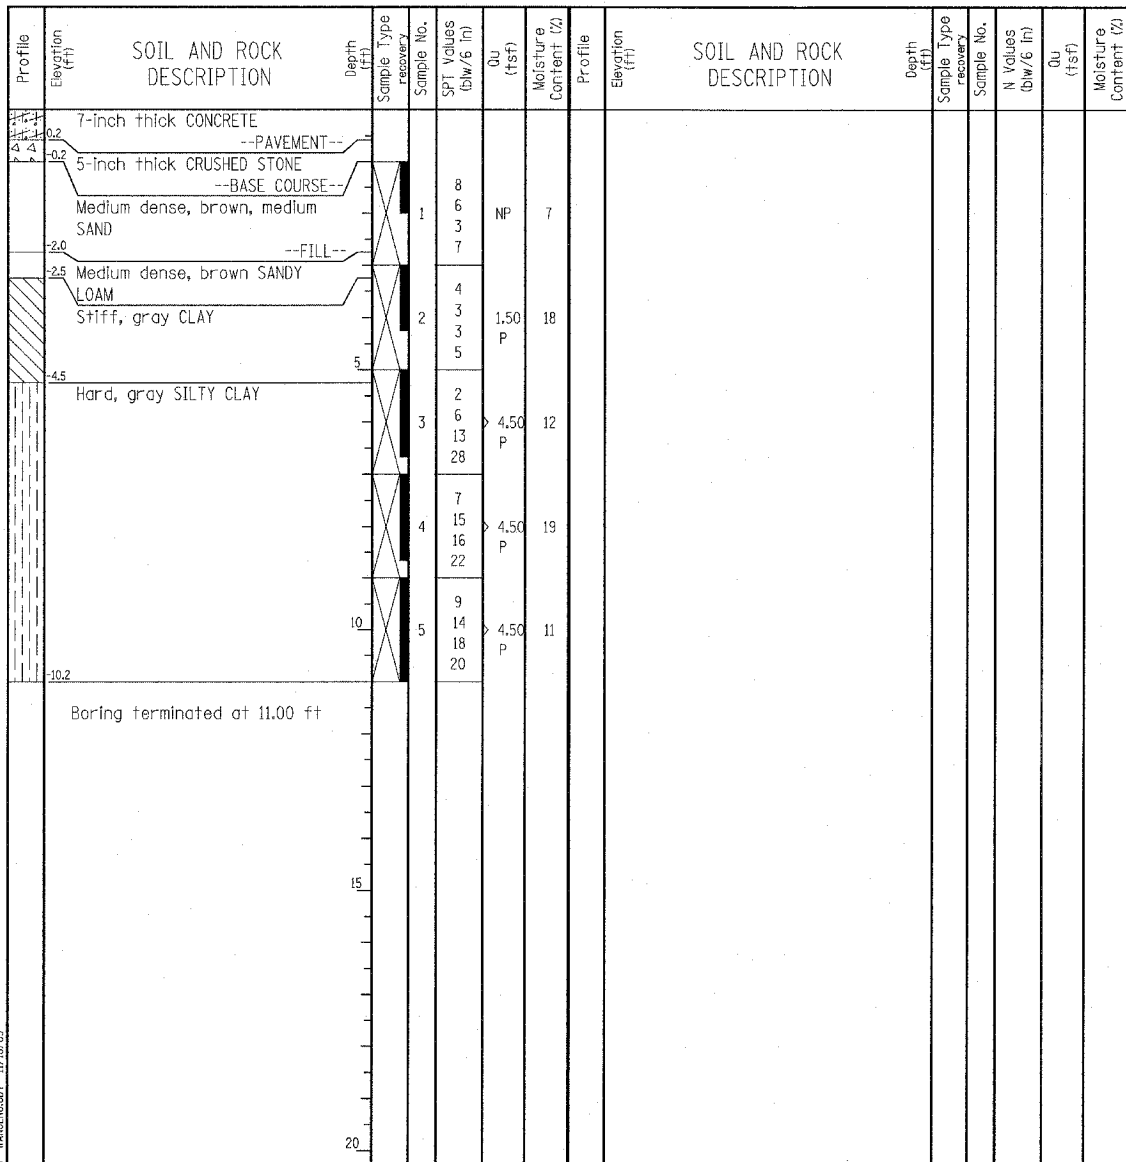 Profile
Elevation (ft)
SOIL AND ROCK
DESCRIPTION
Depth (ft)
Sample Type
recovery
Sample No.
SPT Values
(blw/6 in)
Qu
(tsf)
Moisture
Content (%)
Profile
Elevation (ft)
SOIL AND ROCK
DESCRIPTION
Depth (ft)
Sample Type
recovery
Sample No.
N Values
(blw/6 in)
Qu
(tsf)
Moisture
Content (%)
7-inch thick CONCRETE
0.2
--PAVEMENT--
-0.2
5-inch thick CRUSHED STONE
--BASE COURSE--
Medium dense, brown, medium
SAND
-2.0
--FILL--
-2.5
Medium dense, brown SANDY
LOAM
Stiff, gray CLAY
5
-4.5
Hard, gray SILTY CLAY
10
-10.2
Boring terminated at 11.00 ft
15
20
1
8
6
3
7
NP
7
2
4
3
3
5
1.50
P
18
3
2
6
13
28
> 4.50
P
12
4
7
15
16
22
> 4.50
P
19
5
9
14
18
20
> 4.50
P
11